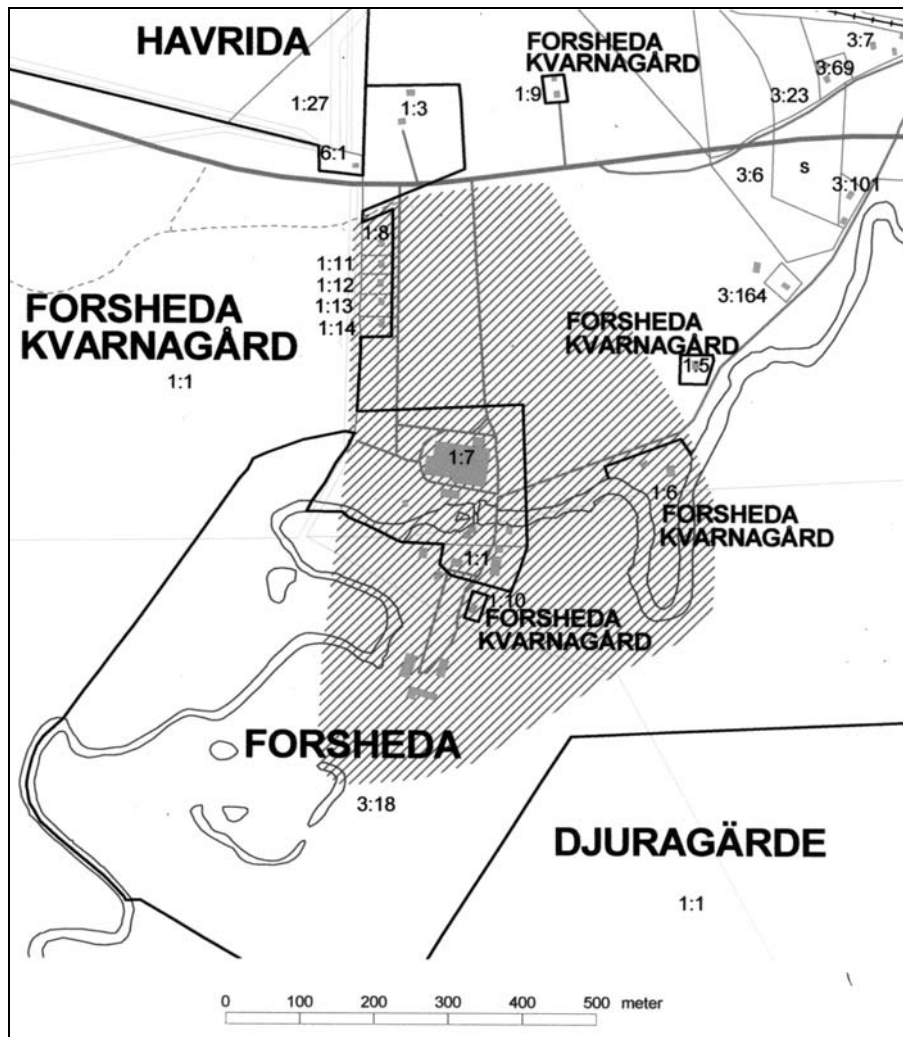 HAVRIDA
FORSHEDA
KVARNAGÅRD
3:7
3:69
1:27
1:3
1:9
3:23
6:1
3:6
S
3:101
1:8
1:11
1:12
1:13
1:14
3:164
FORSHEDA
KVARNAGÅRD
1:1
FORSHEDA
KVARNAGÅRD
1:5
1:7
1:6
FORSHEDA
KVARNAGÅRD
1:1
1:10
FORSHEDA
KVARNAGÅRD
FORSHEDA
3:18
DJURAGÄRDE
1:1
0 100 200 300 400 500 meter